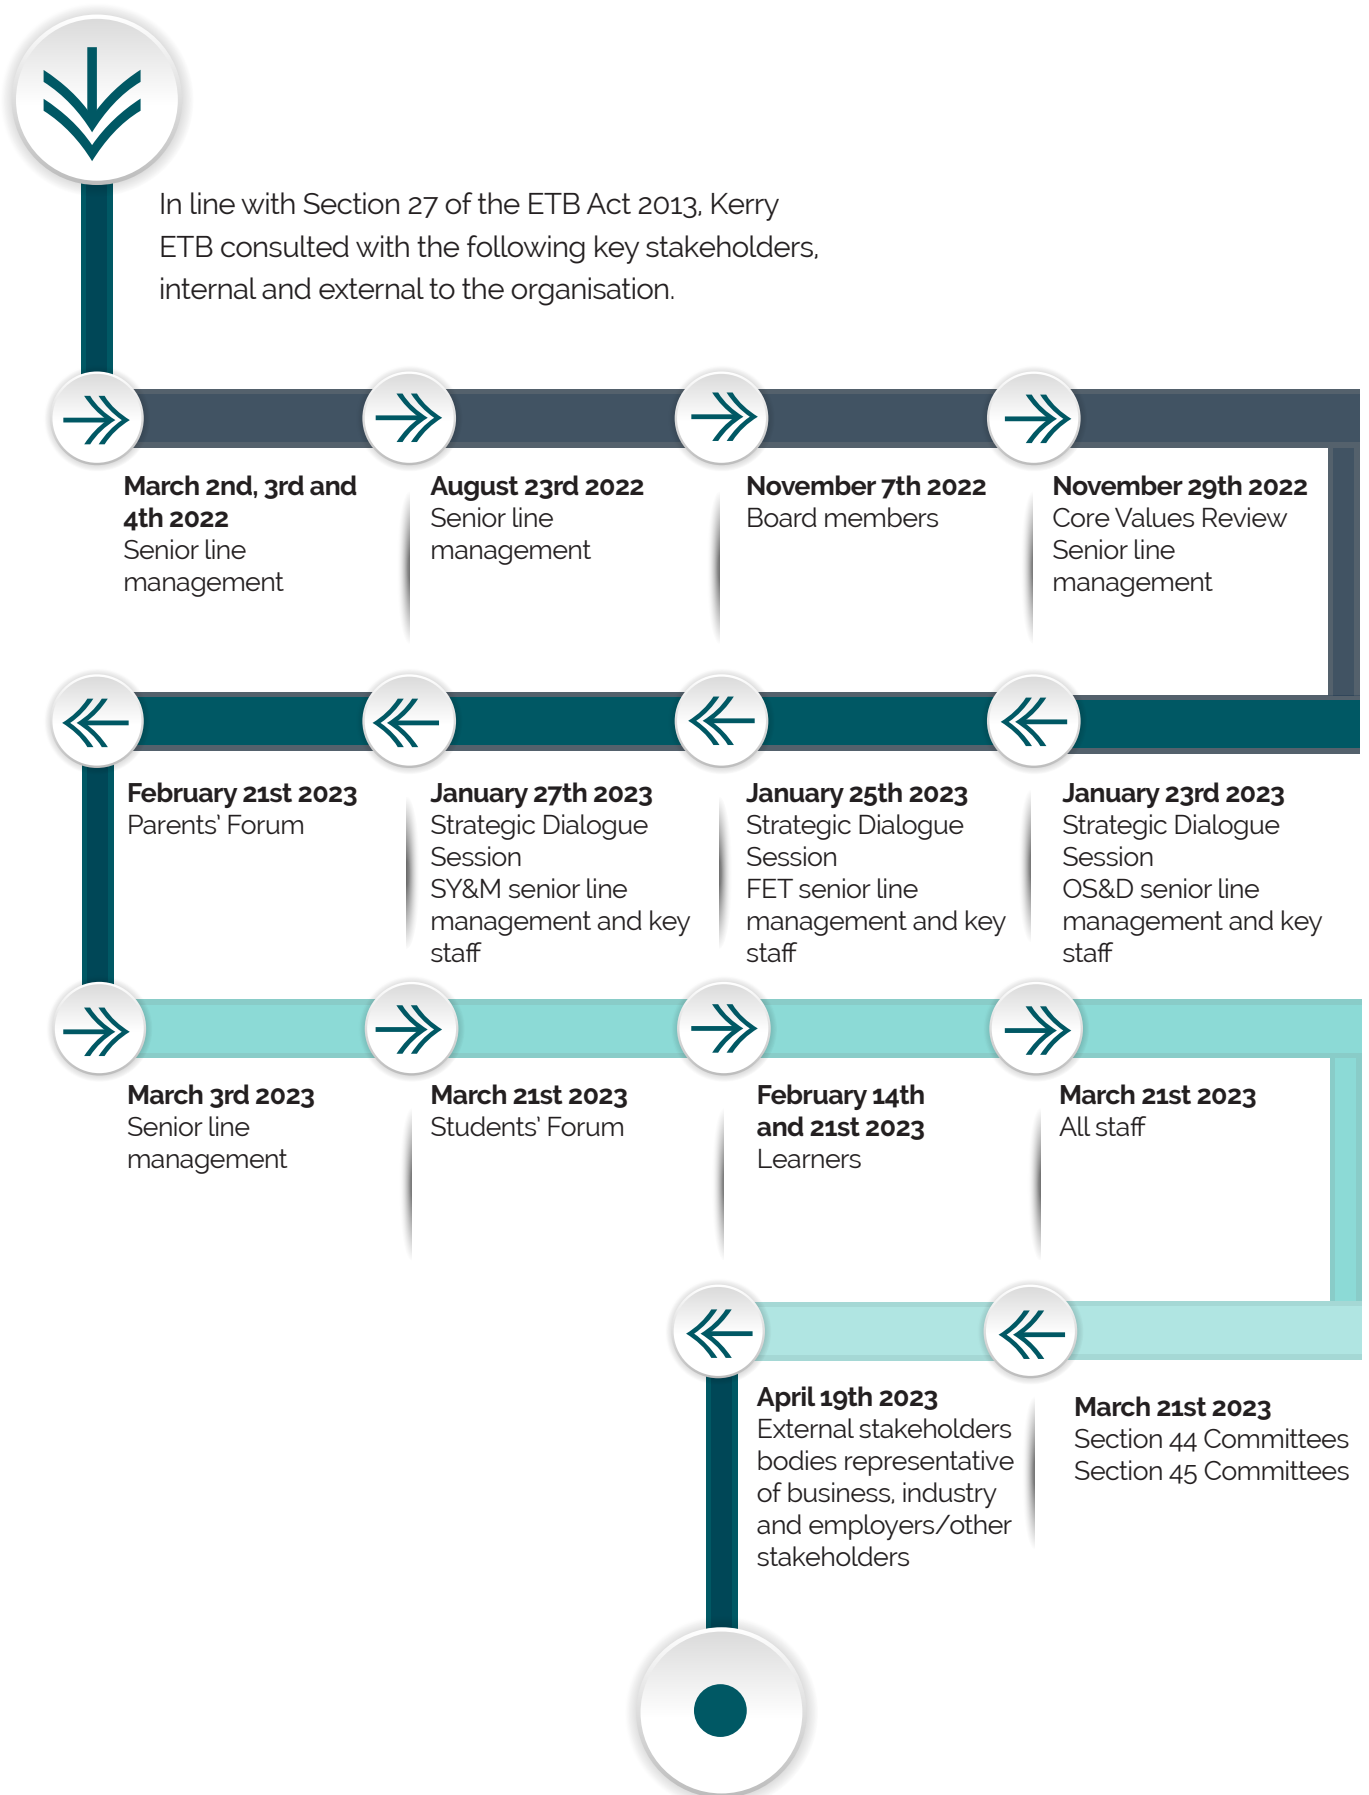 In line with Section 27 of the ETB Act 2013, Kerry
ETB consulted with the following key stakeholders,
internal and external to the organisation.
March 2nd, 3rd and
4th 2022
Senior line
management
August 23rd 2022
Senior line
management
November 7th 2022
Board members
November 29th 2022
Core Values Review
Senior line
management
January 23rd 2023
Strategic Dialogue
Session
OS&D senior line
management and key
staff
January 25th 2023
Strategic Dialogue
Session
FET senior line
management and key
staff
January 27th 2023
Strategic Dialogue
Session
SY&M senior line
management and key
staff
February 21st 2023
Parents' Forum
March 3rd 2023
Senior line
management
March 21st 2023
Students' Forum
February 14th
and 21st 2023
Learners
March 21st 2023
All staff
March 21st 2023
Section 44 Committees
Section 45 Committees
April 19th 2023
External stakeholders
bodies representative
of business, industry
and employers/other
stakeholders